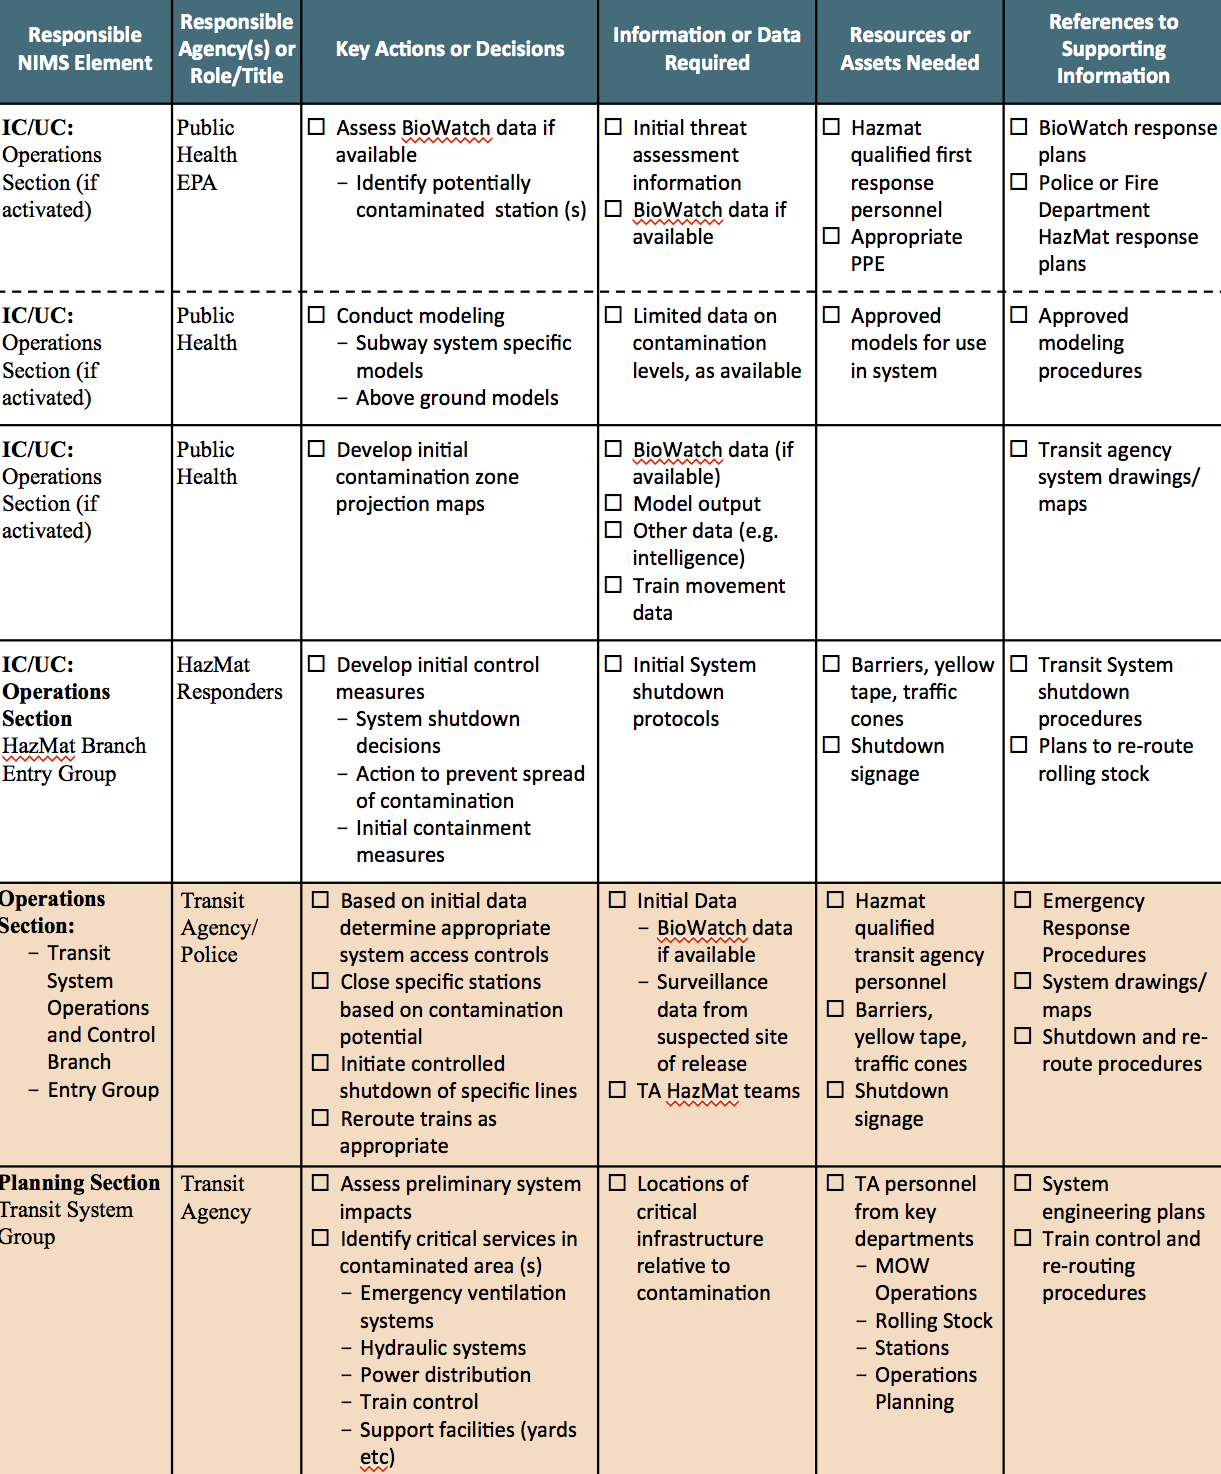 Responsible
NIMS Element
Responsible
Agency(s) or
Role/Title
Key Actions or Decisions
Information or Data
Required
Resources or
Assets Needed
References to
Supporting
Information
IC/UC:
Operations
Section (if
activated)
Public
Health
EPA
☐ Assess BioWatch data if
available
– Identify potentially
contaminated station (s)
☐ Initial threat
assessment
information
☐ BioWatch data if
available
☐ Hazmat
qualified first
response
personnel
☐ Appropriate
PPE
☐ BioWatch response
plans
☐ Police or Fire
Department
HazMat response
plans
IC/UC:
Operations
Section (if
activated)
Public
Health
☐ Conduct modeling
– Subway system specific
models
– Above ground models
☐ Limited data on
contamination
levels, as available
☐ Approved
models for use
in system
☐ Approved
modeling
procedures
IC/UC:
Operations
Section (if
activated)
Public
Health
☐ Develop initial
contamination zone
projection maps
☐ BioWatch data (if
available)
☐ Model output
☐ Other data (e.g.
intelligence)
☐ Train movement
data
☐ Transit agency
system drawings/
maps
IC/UC:
Operations
Section
HazMat Branch
Entry Group
HazMat
Responders
☐ Develop initial control
measures
– System shutdown
decisions
– Action to prevent spread
of contamination
– Initial containment
measures
☐ Initial System
shutdown
protocols
☐ Barriers, yellow
tape, traffic
cones
☐ Shutdown
signage
☐ Transit System
shutdown
procedures
☐ Plans to re-route
rolling stock
Operations
Section:
– Transit
System
Operations
and Control
Branch
– Entry Group
Transit
Agency/
Police
☐ Based on initial data
determine appropriate
system access controls
☐ Close specific stations
based on contamination
potential
☐ Initiate controlled
shutdown of specific lines
☐ Reroute trains as
appropriate
☐ Initial Data
– BioWatch data
if available
– Surveillance
data from
suspected site
of release
☐ TA HazMat teams
☐ Hazmat
qualified
transit agency
personnel
☐ Barriers,
yellow tape,
traffic cones
☐ Shutdown
signage
☐ Emergency
Response
Procedures
☐ System drawings/
maps
☐ Shutdown and re-
route procedures
Planning Section
Transit System
Group
Transit
Agency
☐ Assess preliminary system
impacts
☐ Identify critical services in
contaminated area (s)
– Emergency ventilation
systems
– Hydraulic systems
– Power distribution
– Train control
– Support facilities (yards
etc)
☐ Locations of
critical
infrastructure
relative to
contamination
☐ TA personnel
from key
departments
– MOW
Operations
– Rolling Stock
– Stations
– Operations
Planning
☐ System
engineering plans
☐ Train control and
re-routing
procedures